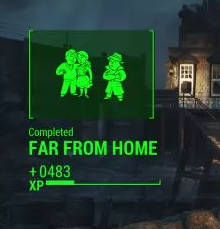 Completed
FAR FROM HOME
+0483
XP